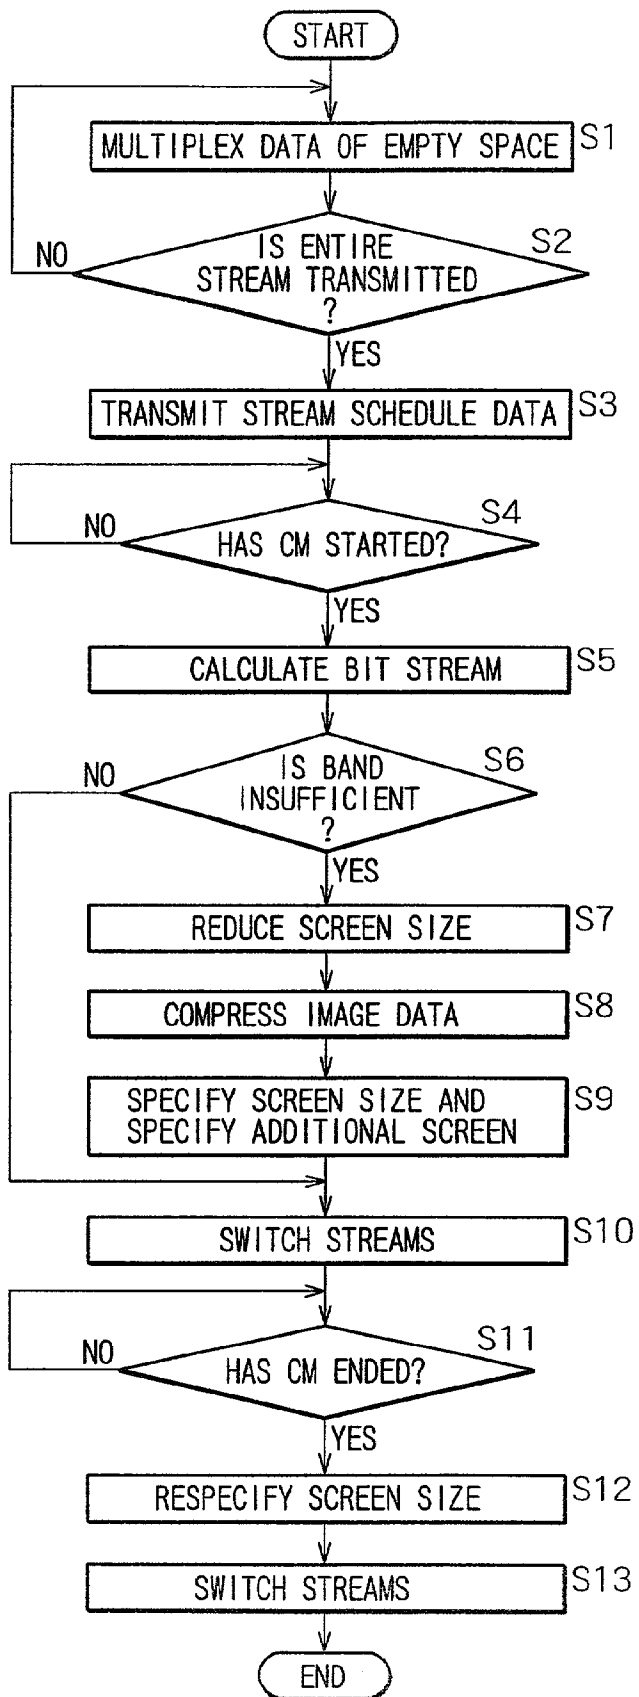 START
MULTIPLEX DATA OF EMPTY SPACE
S1
IS ENTIRE
STREAM TRANSMITTED
?
S2
NO
YES
TRANSMIT STREAM SCHEDULE DATA
S3
HAS CM STARTED?
S4
NO
YES
CALCULATE BIT STREAM
S5
IS BAND
INSUFFICIENT
?
S6
NO
YES
REDUCE SCREEN SIZE
S7
COMPRESS IMAGE DATA
S8
SPECIFY SCREEN SIZE AND
SPECIFY ADDITIONAL SCREEN
S9
SWITCH STREAMS
S10
HAS CM ENDED?
S11
NO
YES
RESPECIFY SCREEN SIZE
S12
SWITCH STREAMS
S13
END